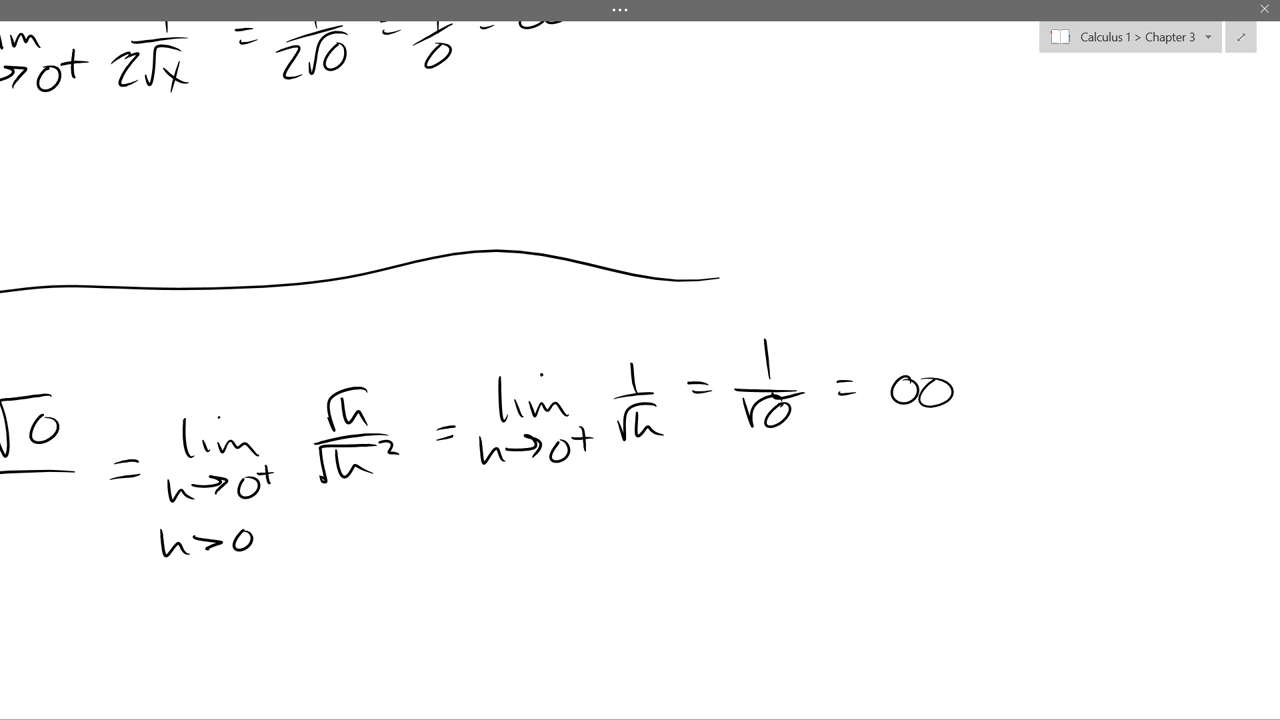 Calculus 1 > Chapter 3
→0+ 1/2√x = 1/2√0 = 1/0 = ∞
√0 = lim h→0+ √h/√h² = lim h→0+ 1/√h = 1/√0 = ∞
h>0